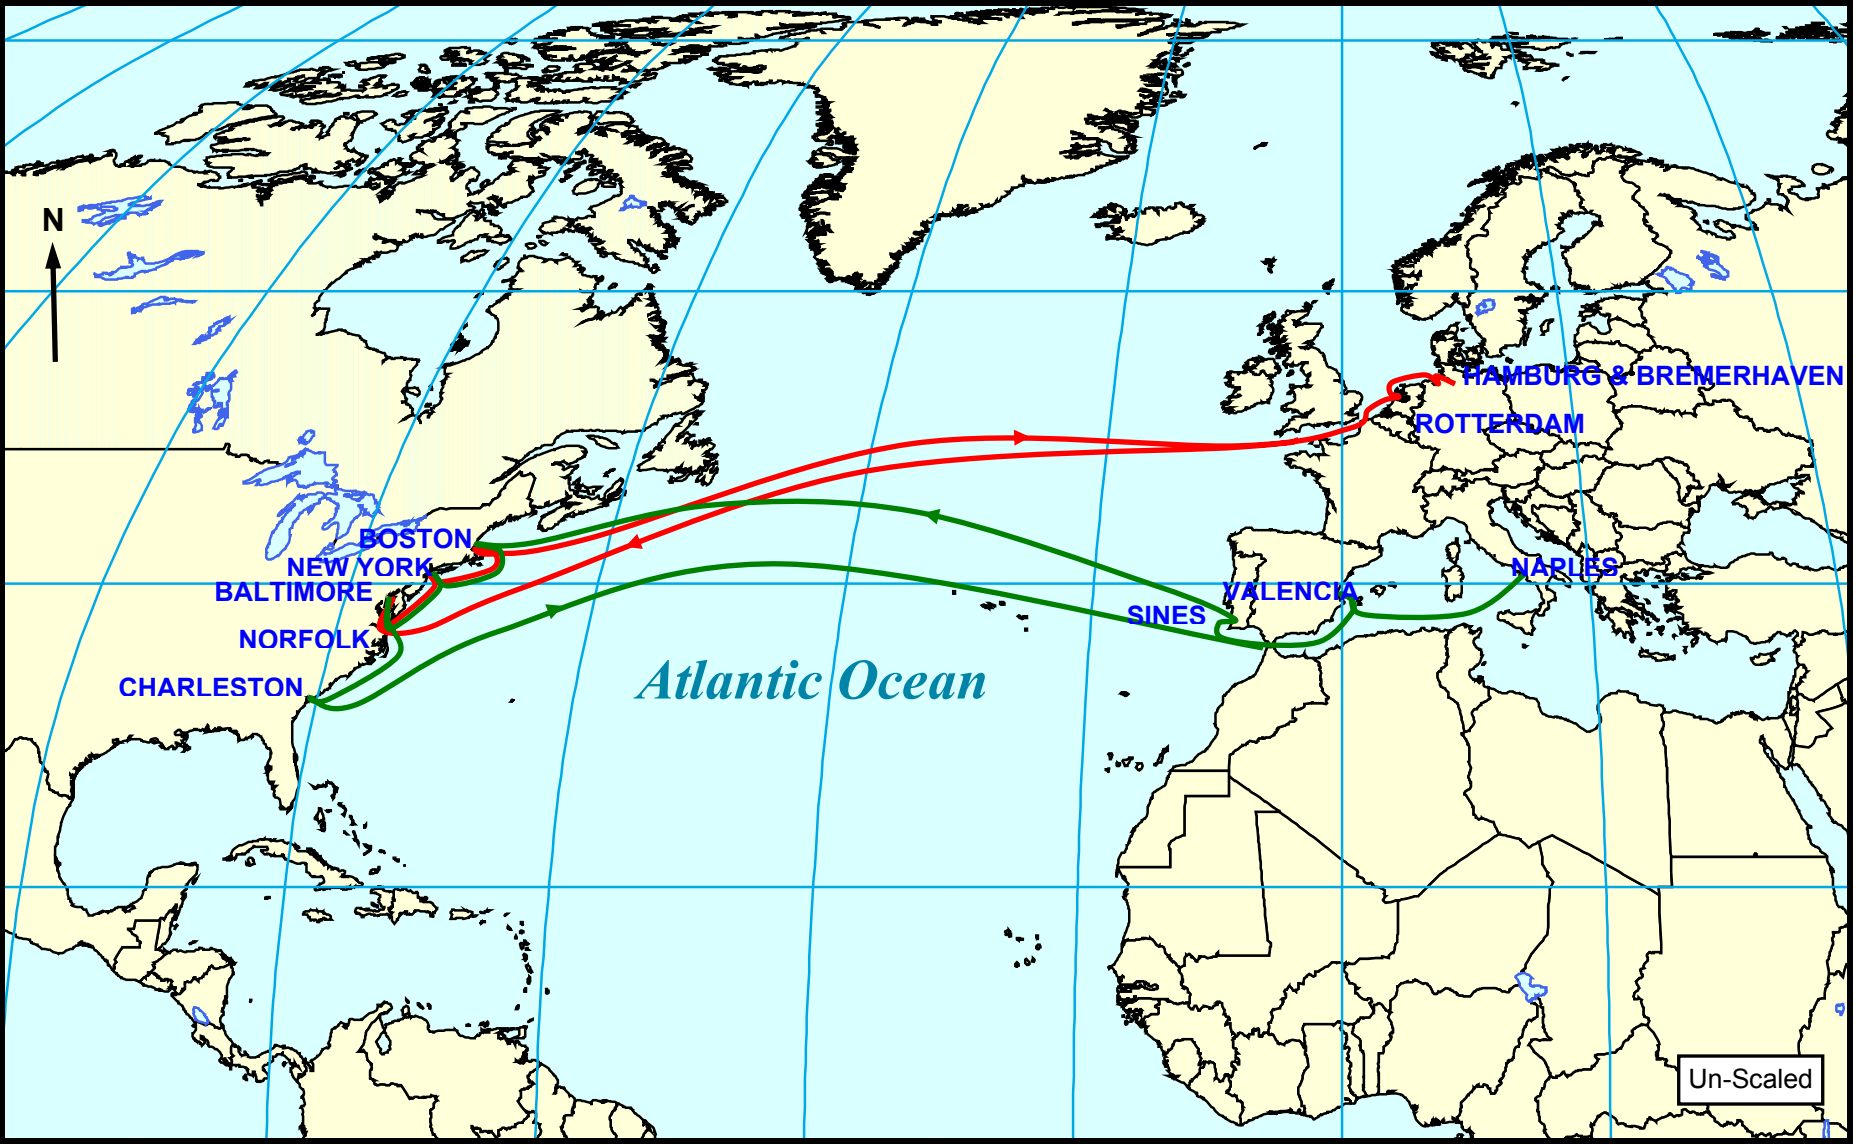 N
HAMBURG & BREMERHAVEN
ROTTERDAM
BOSTON
NEW YORK
BALTIMORE
NORFOLK
CHARLESTON
NAPLES
VALENCIA
SINES
Atlantic Ocean
Un-Scaled